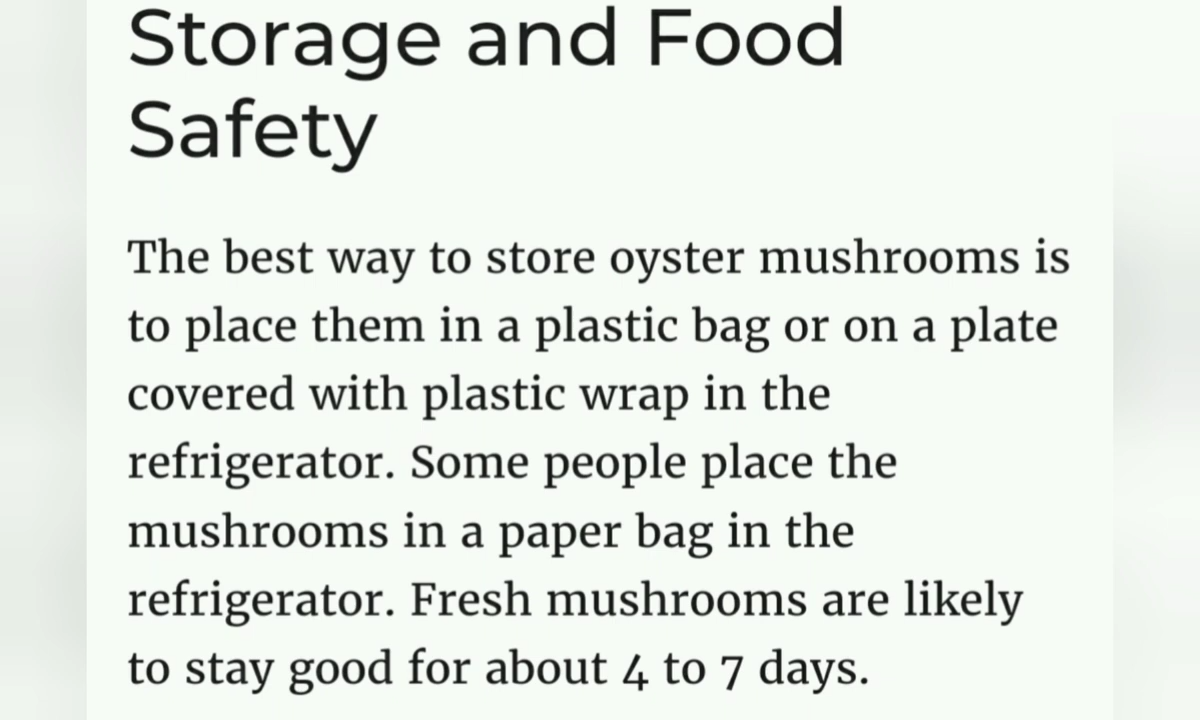 Storage and Food
Safety
The best way to store oyster mushrooms is
to place them in a plastic bag or on a plate
covered with plastic wrap in the
refrigerator. Some people place the
mushrooms in a paper bag in the
refrigerator. Fresh mushrooms are likely
to stay good for about 4 to 7 days.